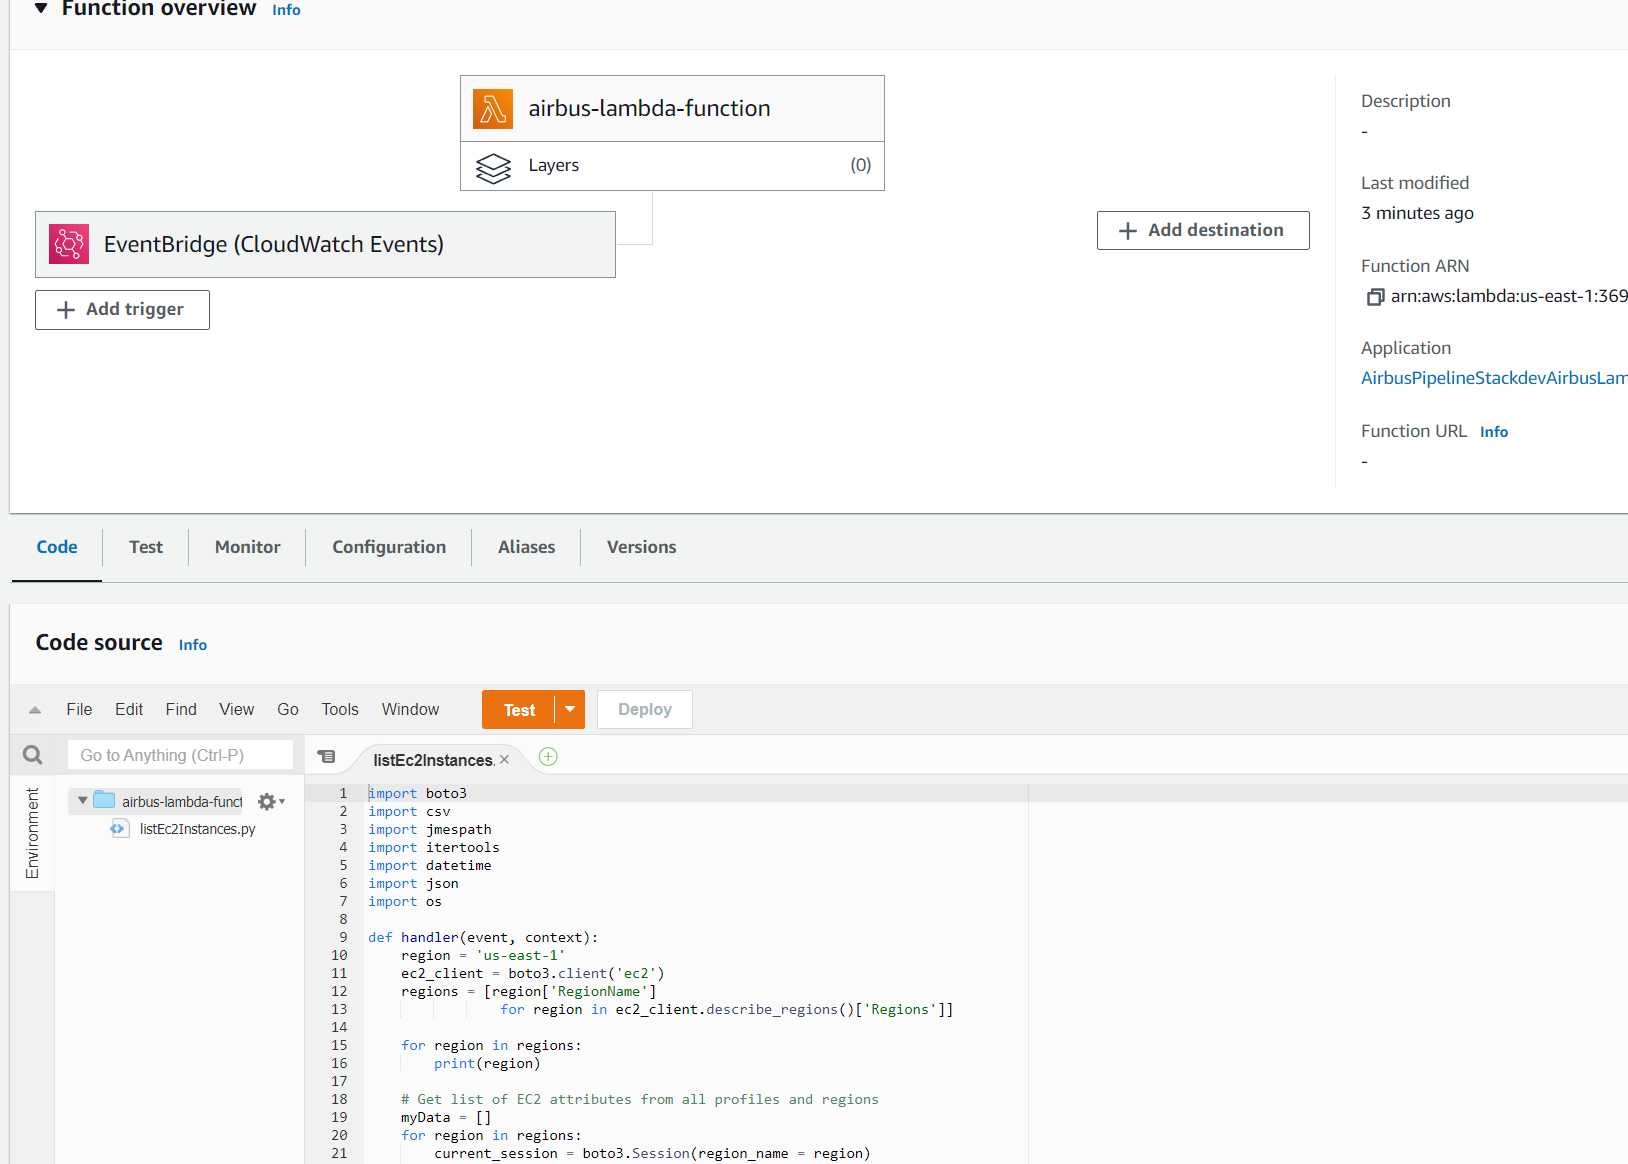 Function overview Info
airbus-lambda-function
Layers (0)
EventBridge (CloudWatch Events)
Add trigger
Add destination
Description
-
Last modified
3 minutes ago
Function ARN
arn:aws:lambda:us-east-1:369
Application
AirbusPipelineStackdevAirbusLam
Function URL Info
-
Code Test Monitor Configuration Aliases Versions
Code source Info
File Edit Find View Go Tools Window Test Deploy
Go to Anything (Ctrl-P)
listEc2Instances.
Environment
airbus-lambda-funct
listEc2Instances.py
1 import boto3
2 import csv
3 import jmespath
4 import itertools
5 import datetime
6 import json
7 import os
8
9 def handler(event, context):
10 region = 'us-east-1'
11 ec2_client = boto3.client('ec2')
12 regions = [region['RegionName']
13 for region in ec2_client.describe_regions()['Regions']]
14
15 for region in regions:
16 print(region)
17
18 # Get list of EC2 attributes from all profiles and regions
19 myData = []
20 for region in regions:
21 current_session = boto3.Session(region_name = region)